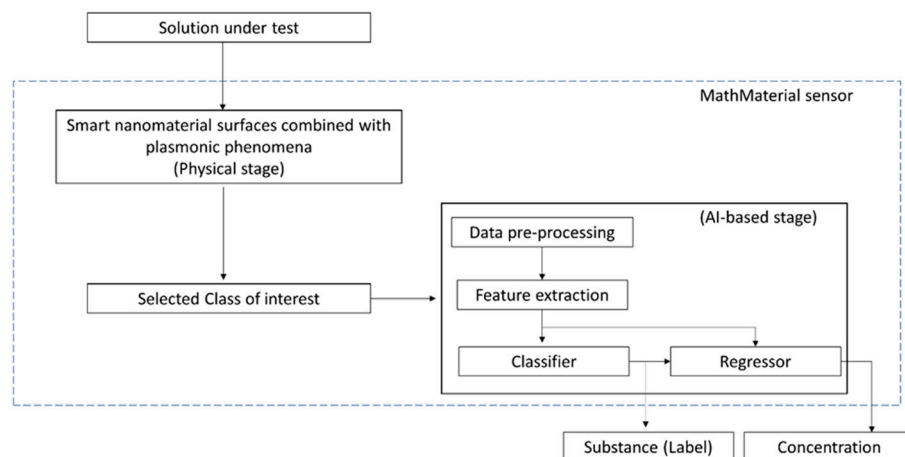 Solution under test
MathMaterial sensor
Smart nanomaterial surfaces combined with
plasmonic phenomena
(Physical stage)
(AI-based stage)
Data pre-processing
Selected Class of interest
Feature extraction
Classifier
Regressor
Substance (Label)
Concentration